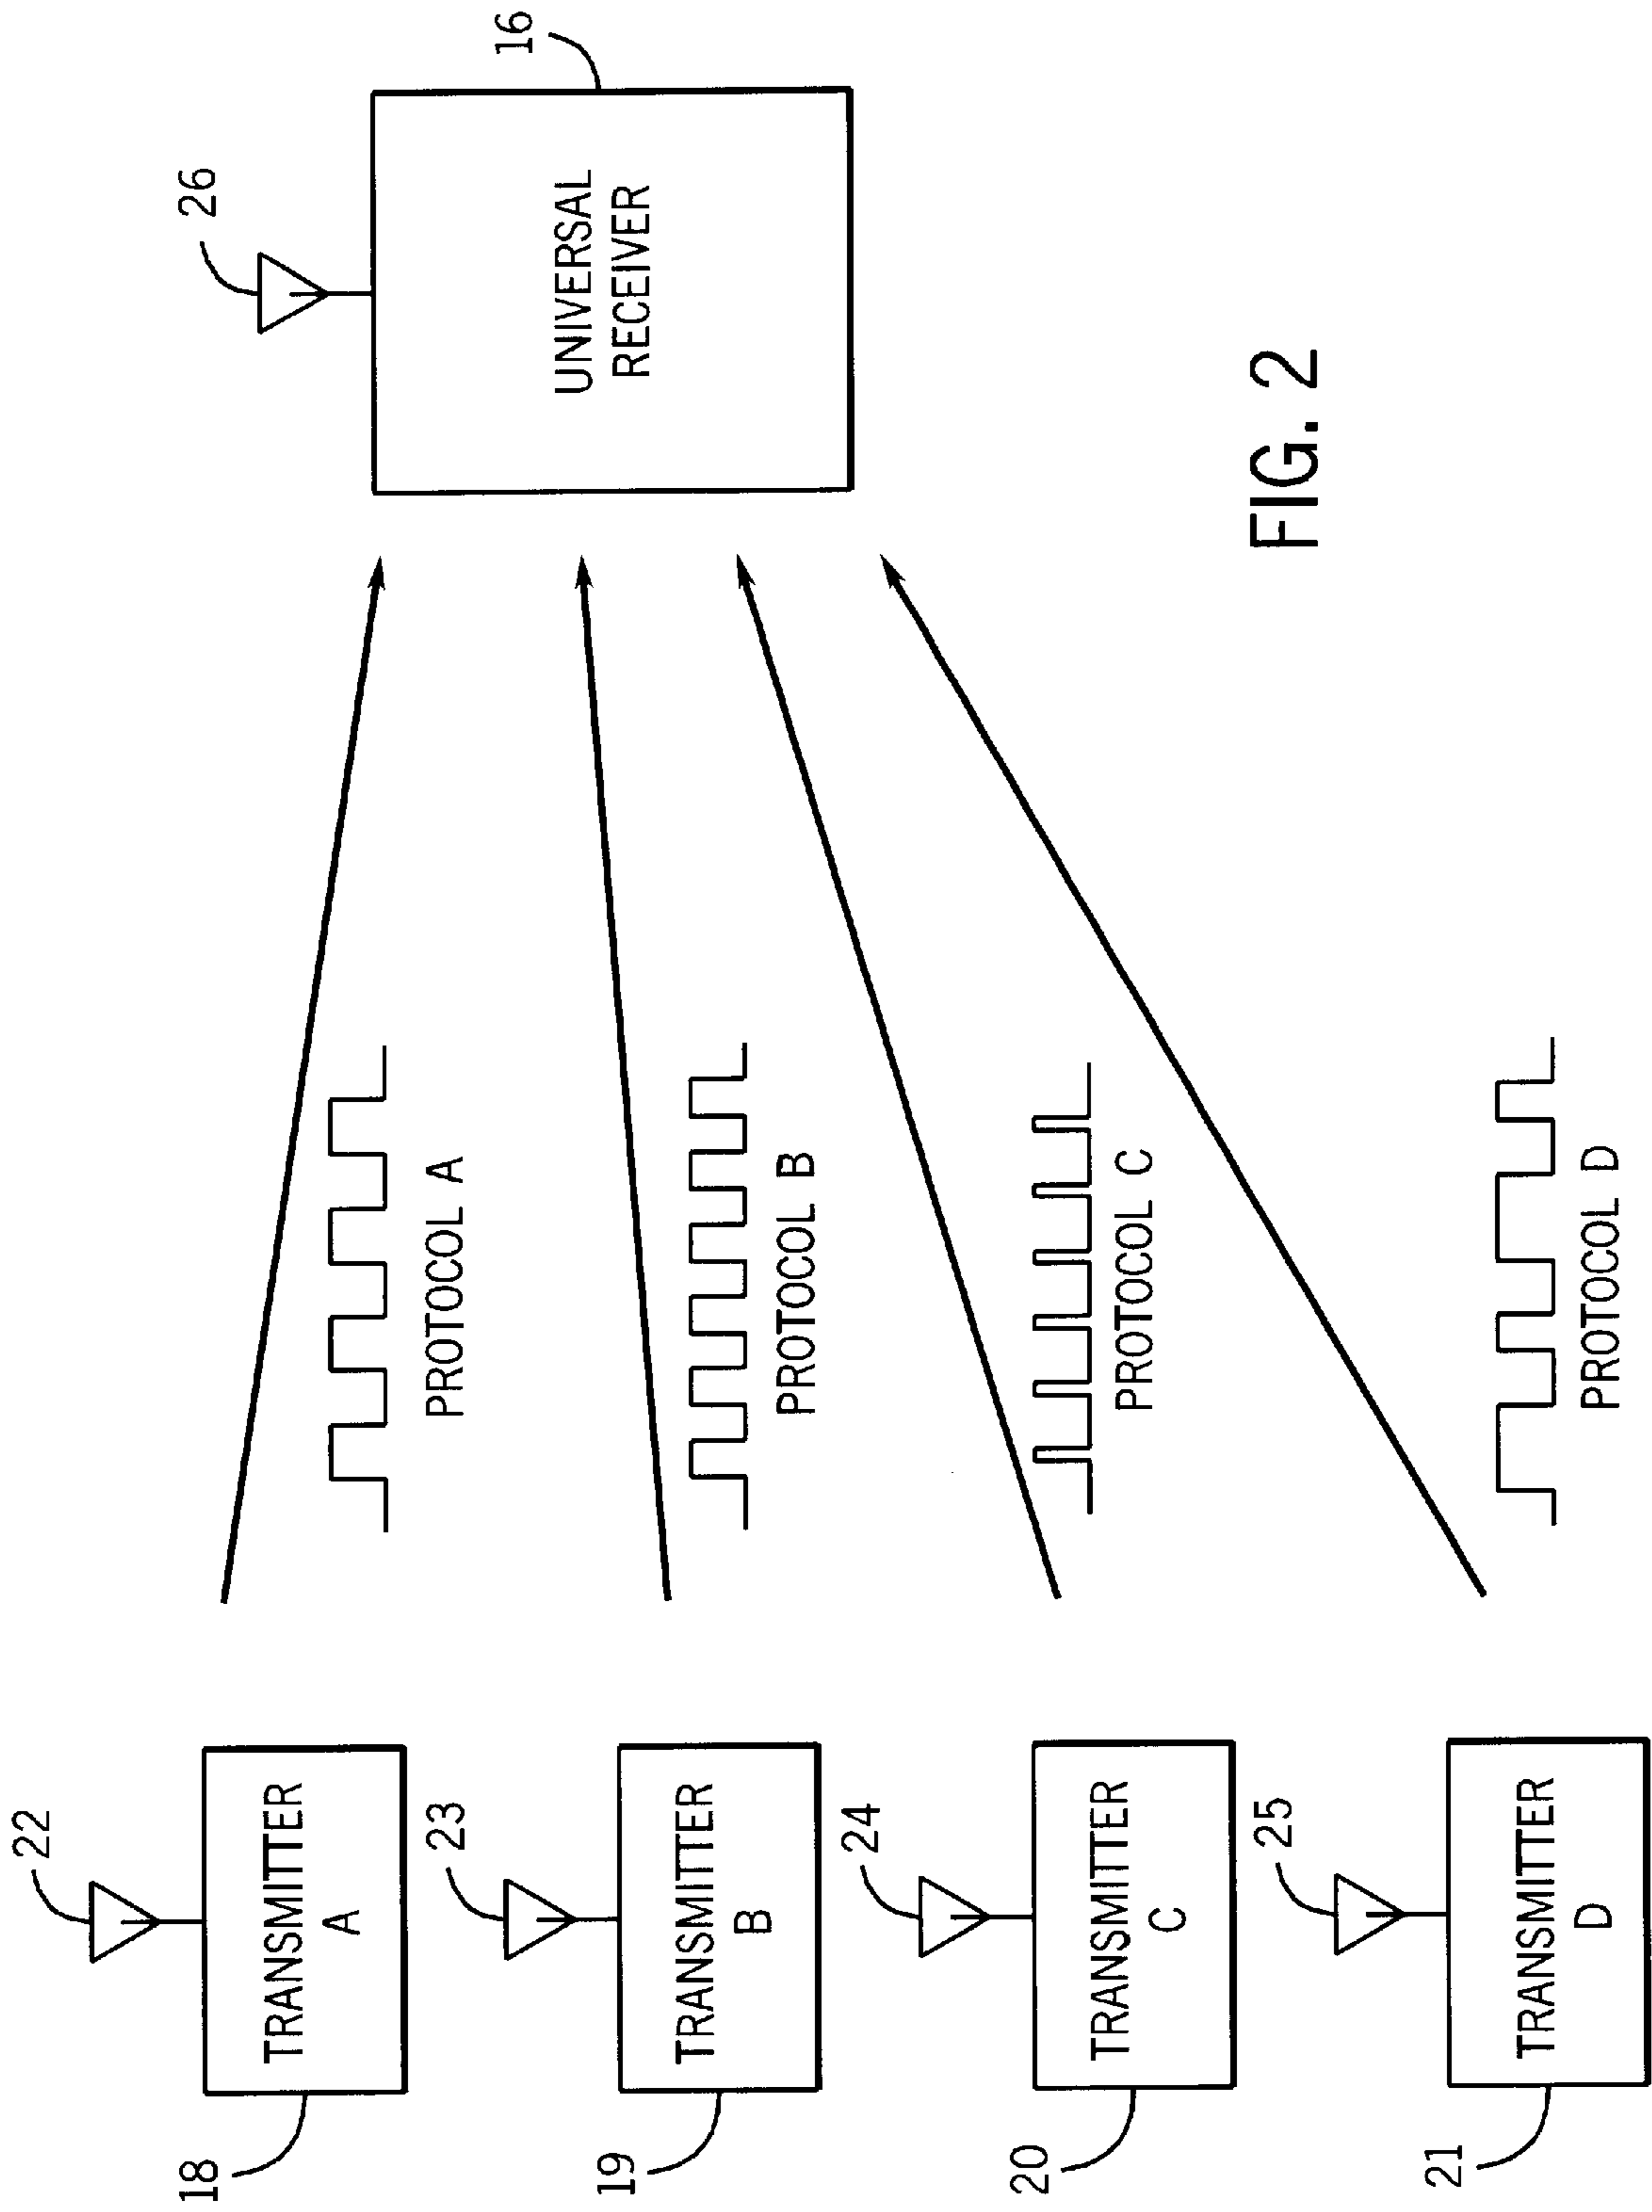 22
18
TRANSMITTER
A
PROTOCOL A
23
19
TRANSMITTER
B
PROTOCOL B
24
20
TRANSMITTER
C
PROTOCOL C
25
21
TRANSMITTER
D
PROTOCOL D
26
16
UNIVERSAL
RECEIVER
FIG. 2